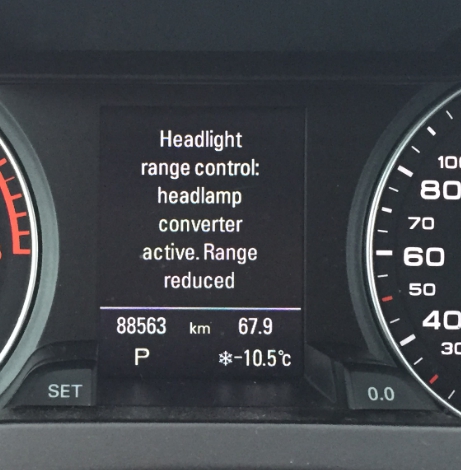 Headlight
range control:
headlamp
converter
active. Range
reduced
88563 km 67.9
P ❄-10.5°c
SET
0.0
100
80
70
60
50
40
30